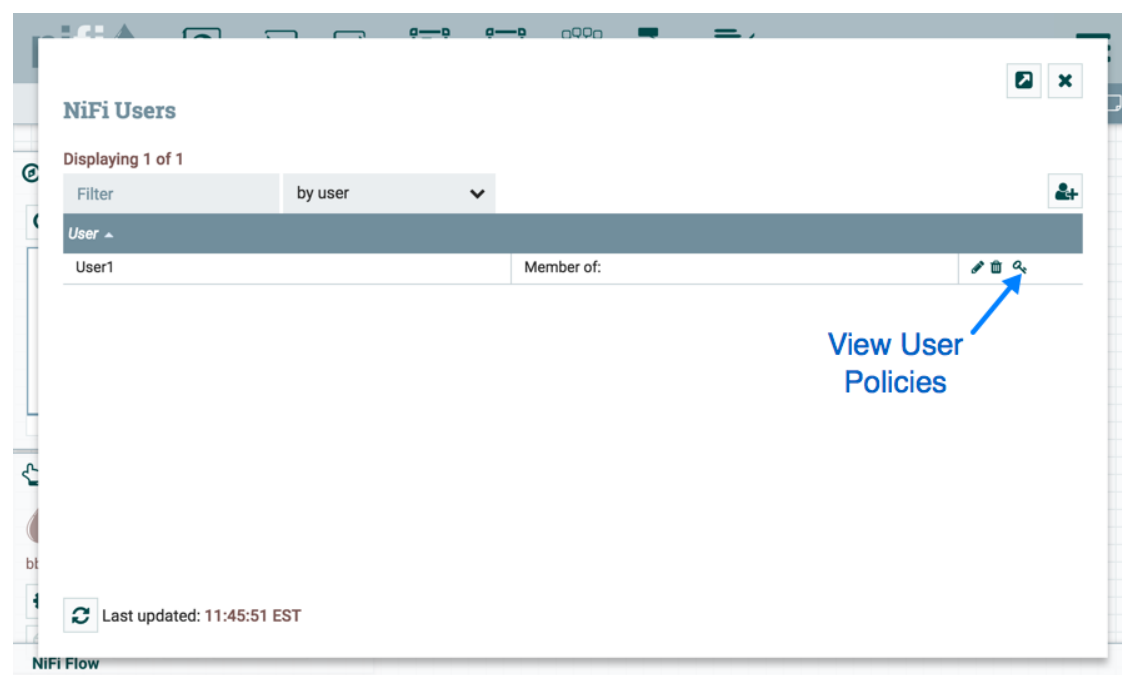 NiFi Users
Displaying 1 of 1
Filter by user
User
User1 Member of:
View User
Policies
Last updated: 11:45:51 EST
NiFi Flow